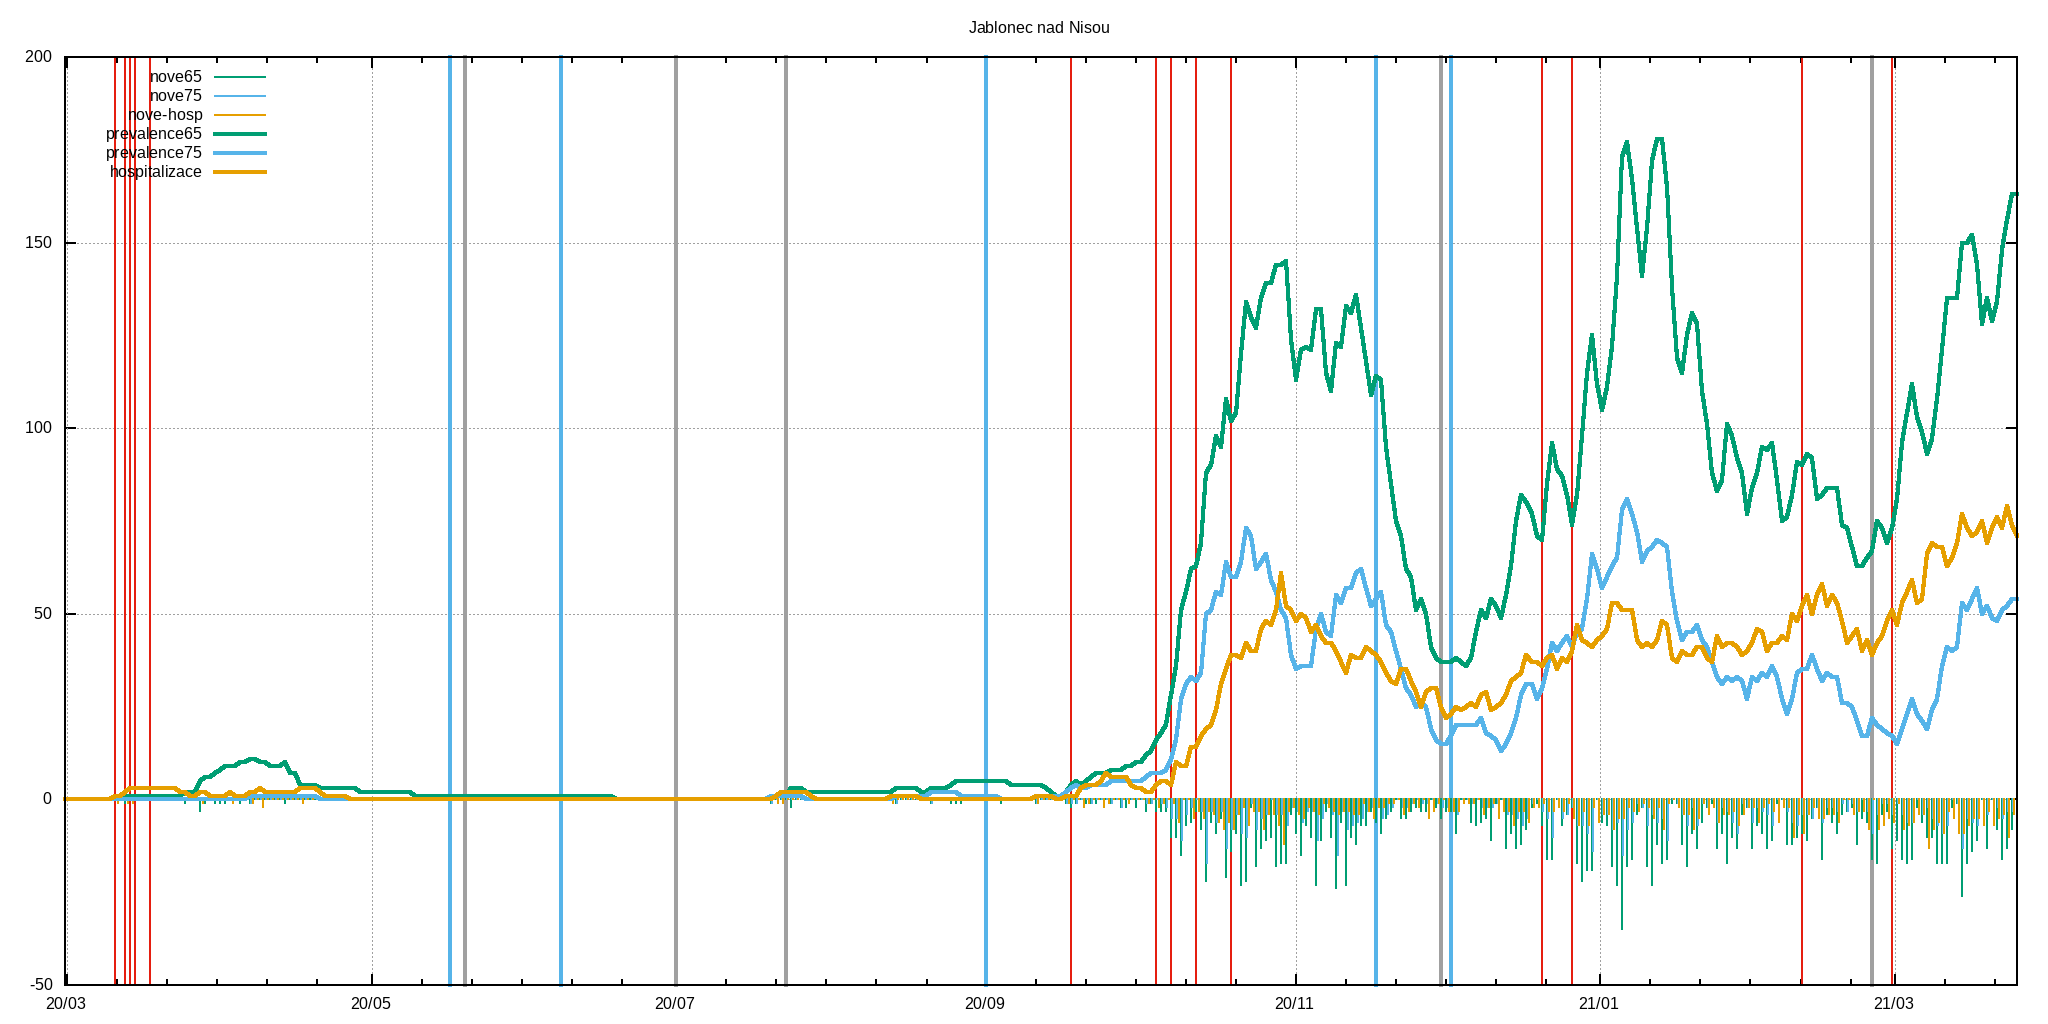 Jablonec nad Nisou
200
150
100
50
0
-50
nove65
nove75
nove-hosp
prevalence65
prevalence75
hospitalizace
20/03 20/05 20/07 20/09 20/11 21/01 21/03